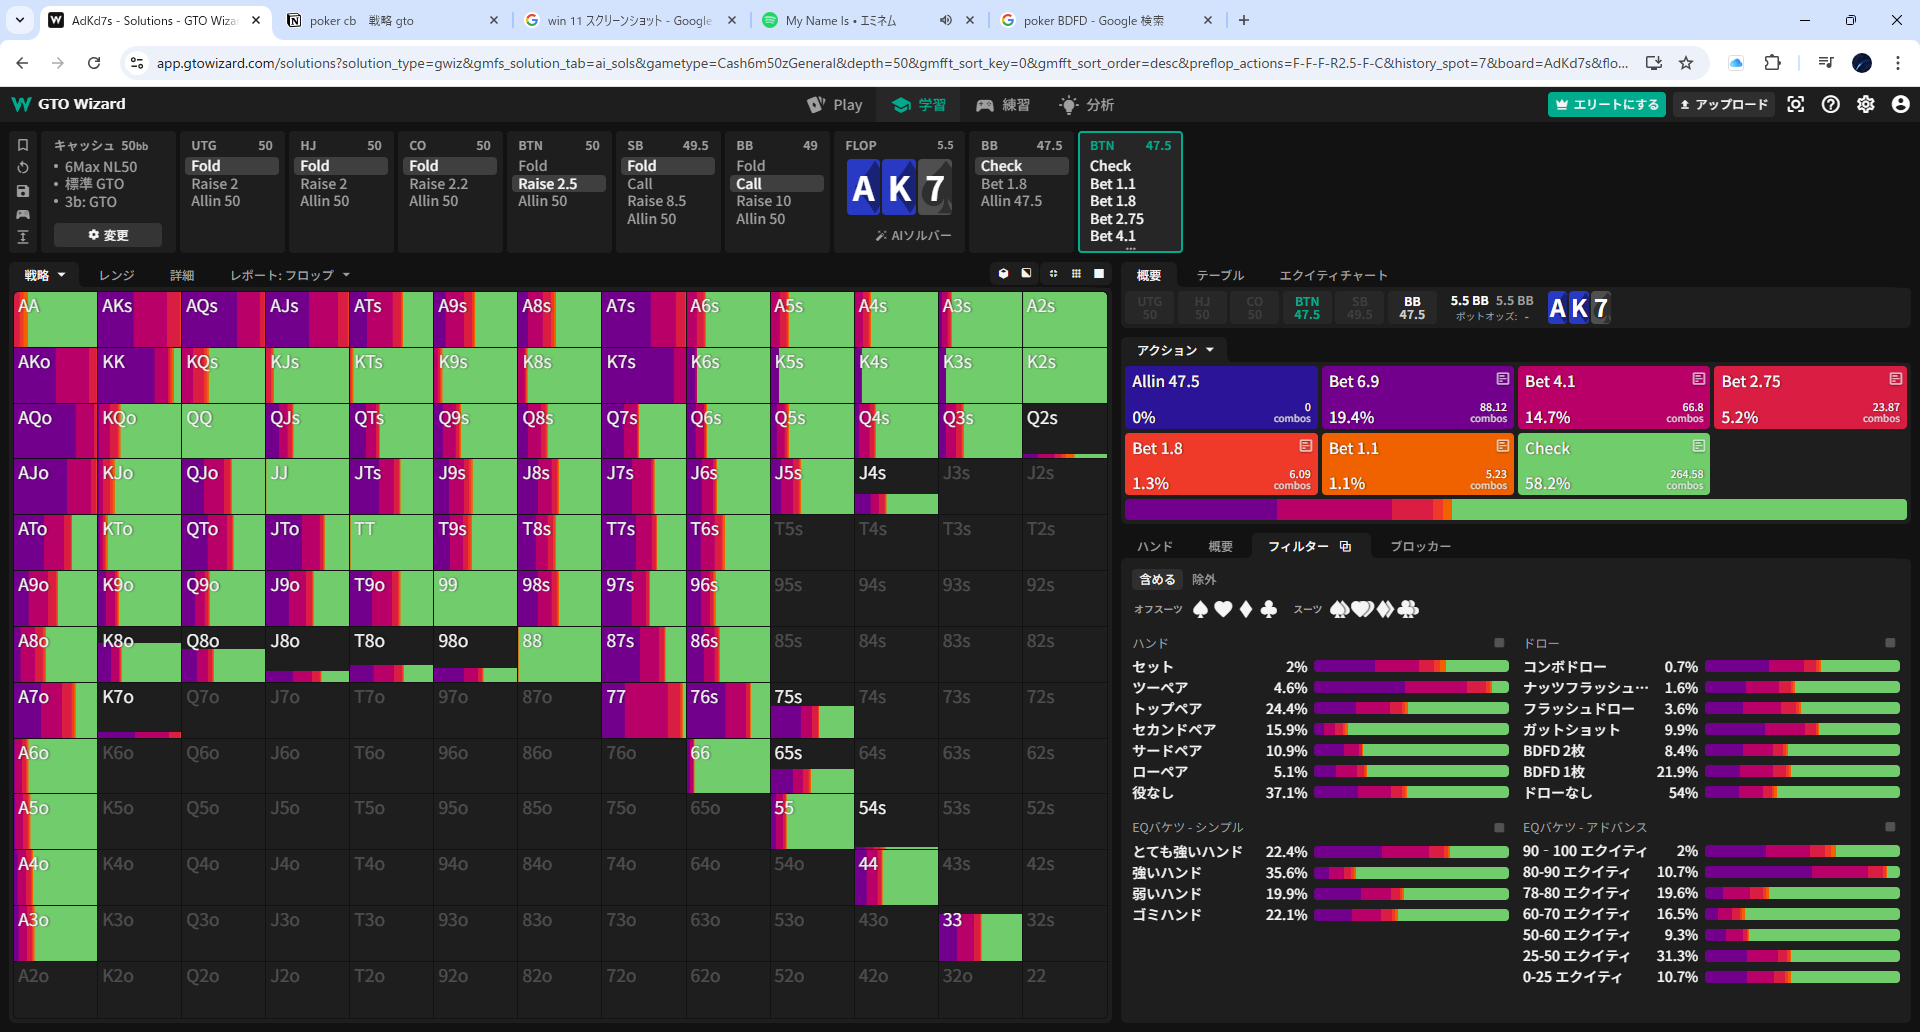 AdKd7s - Solutions - GTO Wiza
poker cb 戦略 gto
win 11 スクリーンショット - Google
My Name Is • エミネム
poker BDFD - Google 検索
app.gtowizard.com/solutions?solution_type=gwiz&gmfs_solution_tab=ai_sols&gametype=Cash6m50zGeneral&depth=50&gmfft_sort_key=0&gmfft_sort_order=desc&preflop_actions=F-F-F-R2.5-F-C&history_spot=7&board=AdKd7s&flo...
GTO Wizard
Play
学習
練習
分析
エリートにする
アップロード
キャッシュ 50bb
• 6Max NL50
• 標準 GTO
• 3b: GTO
変更
UTG 50
Fold
Raise 2
Allin 50
HJ 50
Fold
Raise 2
Allin 50
CO 50
Fold
Raise 2.2
Allin 50
BTN 50
Fold
Raise 2.5
Allin 50
SB 49.5
Fold
Call
Raise 8.5
Allin 50
BB 49
Fold
Call
Raise 10
Allin 50
FLOP 5.5
A K 7
AIソルバー
BB 47.5
Check
Bet 1.8
Allin 47.5
BTN 47.5
Check
Bet 1.1
Bet 1.8
Bet 2.75
Bet 4.1
...
戦略
レンジ
詳細
レポート: フロップ
AA AKs AQs AJs ATs A9s A8s A7s A6s A5s A4s A3s A2s
AKo KK KQs KJs KTs K9s K8s K7s K6s K5s K4s K3s K2s
AQo KQo QQ QJs QTs Q9s Q8s Q7s Q6s Q5s Q4s Q3s Q2s
AJo KJo QJo JJ JTs J9s J8s J7s J6s J5s J4s J3s J2s
ATo KTo QTo JTo TT T9s T8s T7s T6s T5s T4s T3s T2s
A9o K9o Q9o J9o T9o 99 98s 97s 96s 95s 94s 93s 92s
A8o K8o Q8o J8o T8o 98o 88 87s 86s 85s 84s 83s 82s
A7o K7o Q7o J7o T7o 97o 87o 77 76s 75s 74s 73s 72s
A6o K6o Q6o J6o T6o 96o 86o 76o 66 65s 64s 63s 62s
A5o K5o Q5o J5o T5o 95o 85o 75o 65o 55 54s 53s 52s
A4o K4o Q4o J4o T4o 94o 84o 74o 64o 54o 44 43s 42s
A3o K3o Q3o J3o T3o 93o 83o 73o 63o 53o 43o 33 32s
A2o K2o Q2o J2o T2o 92o 82o 72o 62o 52o 42o 32o 22
概要
テーブル
エクイティチャート
UTG 50
HJ 50
CO 50
BTN 47.5
SB 49.5
BB 47.5
5.5 BB 5.5 BB
ポットオッズ: -
A K 7
アクション
Allin 47.5
0%
0 combos
Bet 6.9
19.4%
88.12 combos
Bet 4.1
14.7%
66.8 combos
Bet 2.75
5.2%
23.87 combos
Bet 1.8
1.3%
6.09 combos
Bet 1.1
1.1%
5.23 combos
Check
58.2%
264.58 combos
ハンド
概要
フィルター
ブロッカー
含める 除外
オフスーツ
スーツ
ハンド
セット 2%
ツーペア 4.6%
トップペア 24.4%
セカンドペア 15.9%
サードペア 10.9%
ローペア 5.1%
役なし 37.1%
ドロー
コンボドロー 0.7%
ナッツフラッシュ… 1.6%
フラッシュドロー 3.6%
ガットショット 9.9%
BDFD 2枚 8.4%
BDFD 1枚 21.9%
ドローなし 54%
EQバケツ - シンプル
とても強いハンド 22.4%
強いハンド 35.6%
弱いハンド 19.9%
ゴミハンド 22.1%
EQバケツ - アドバンス
90‐100 エクイティ 2%
80-90 エクイティ 10.7%
78-80 エクイティ 19.6%
60-70 エクイティ 16.5%
50-60 エクイティ 9.3%
25-50 エクイティ 31.3%
0-25 エクイティ 10.7%